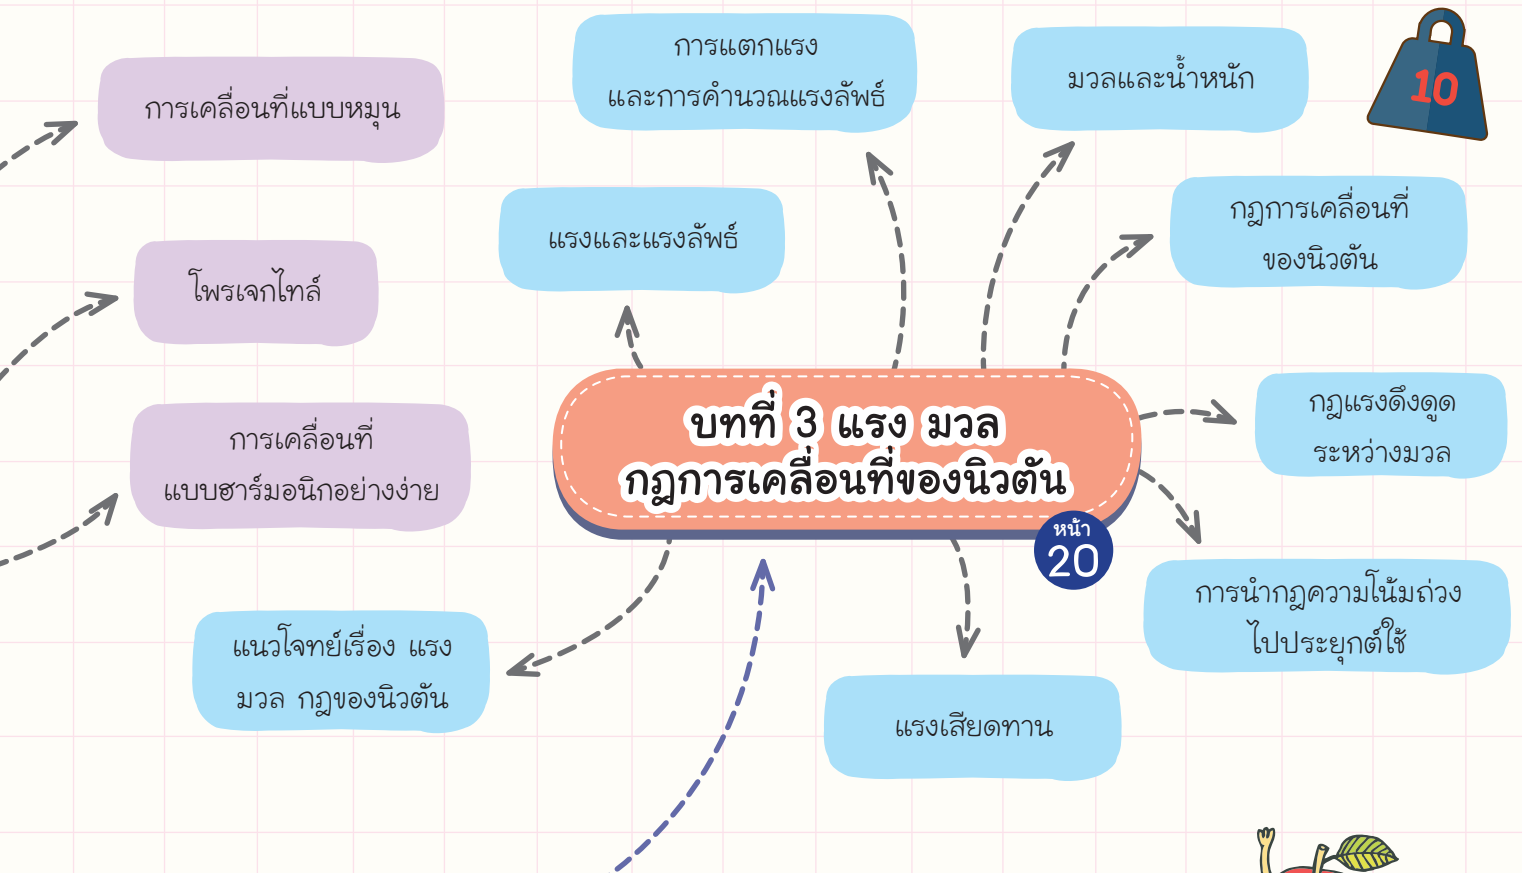 การเคลื่อนที่แบบหมุน
โพรเจกไทล์
การเคลื่อนที่
แบบฮาร์มอนิกอย่างง่าย
การแตกแรง
และการคำนวณแรงลัพธ์
มวลและน้ำหนัก
10
แรงและแรงลัพธ์
กฎการเคลื่อนที่
ของนิวตัน
บทที่ 3 แรง มวล
กฎการเคลื่อนที่ของนิวตัน
หน้า
20
กฎแรงดึงดูด
ระหว่างมวล
การนำกฎความโน้มถ่วง
ไปประยุกต์ใช้
แรงเสียดทาน
แนวโจทย์เรื่อง แรง
มวล กฎของนิวตัน